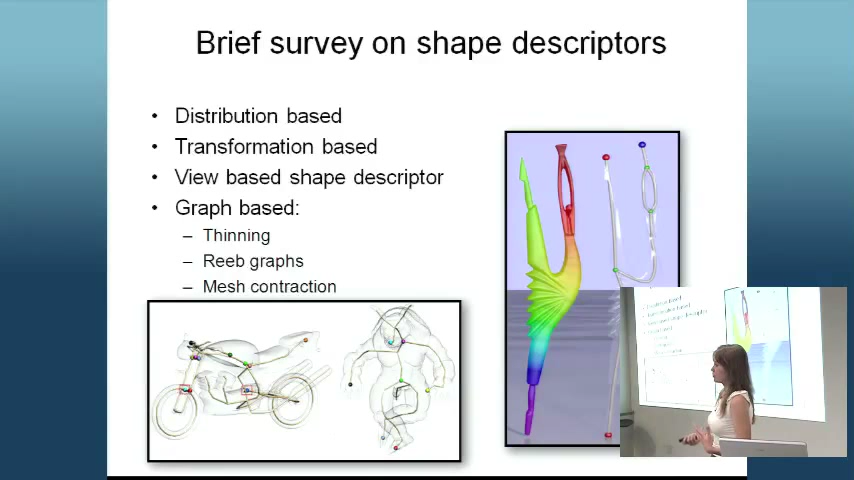 Brief survey on shape descriptors
• Distribution based
• Transformation based
• View based shape descriptor
• Graph based:
– Thinning
– Reeb graphs
– Mesh contraction